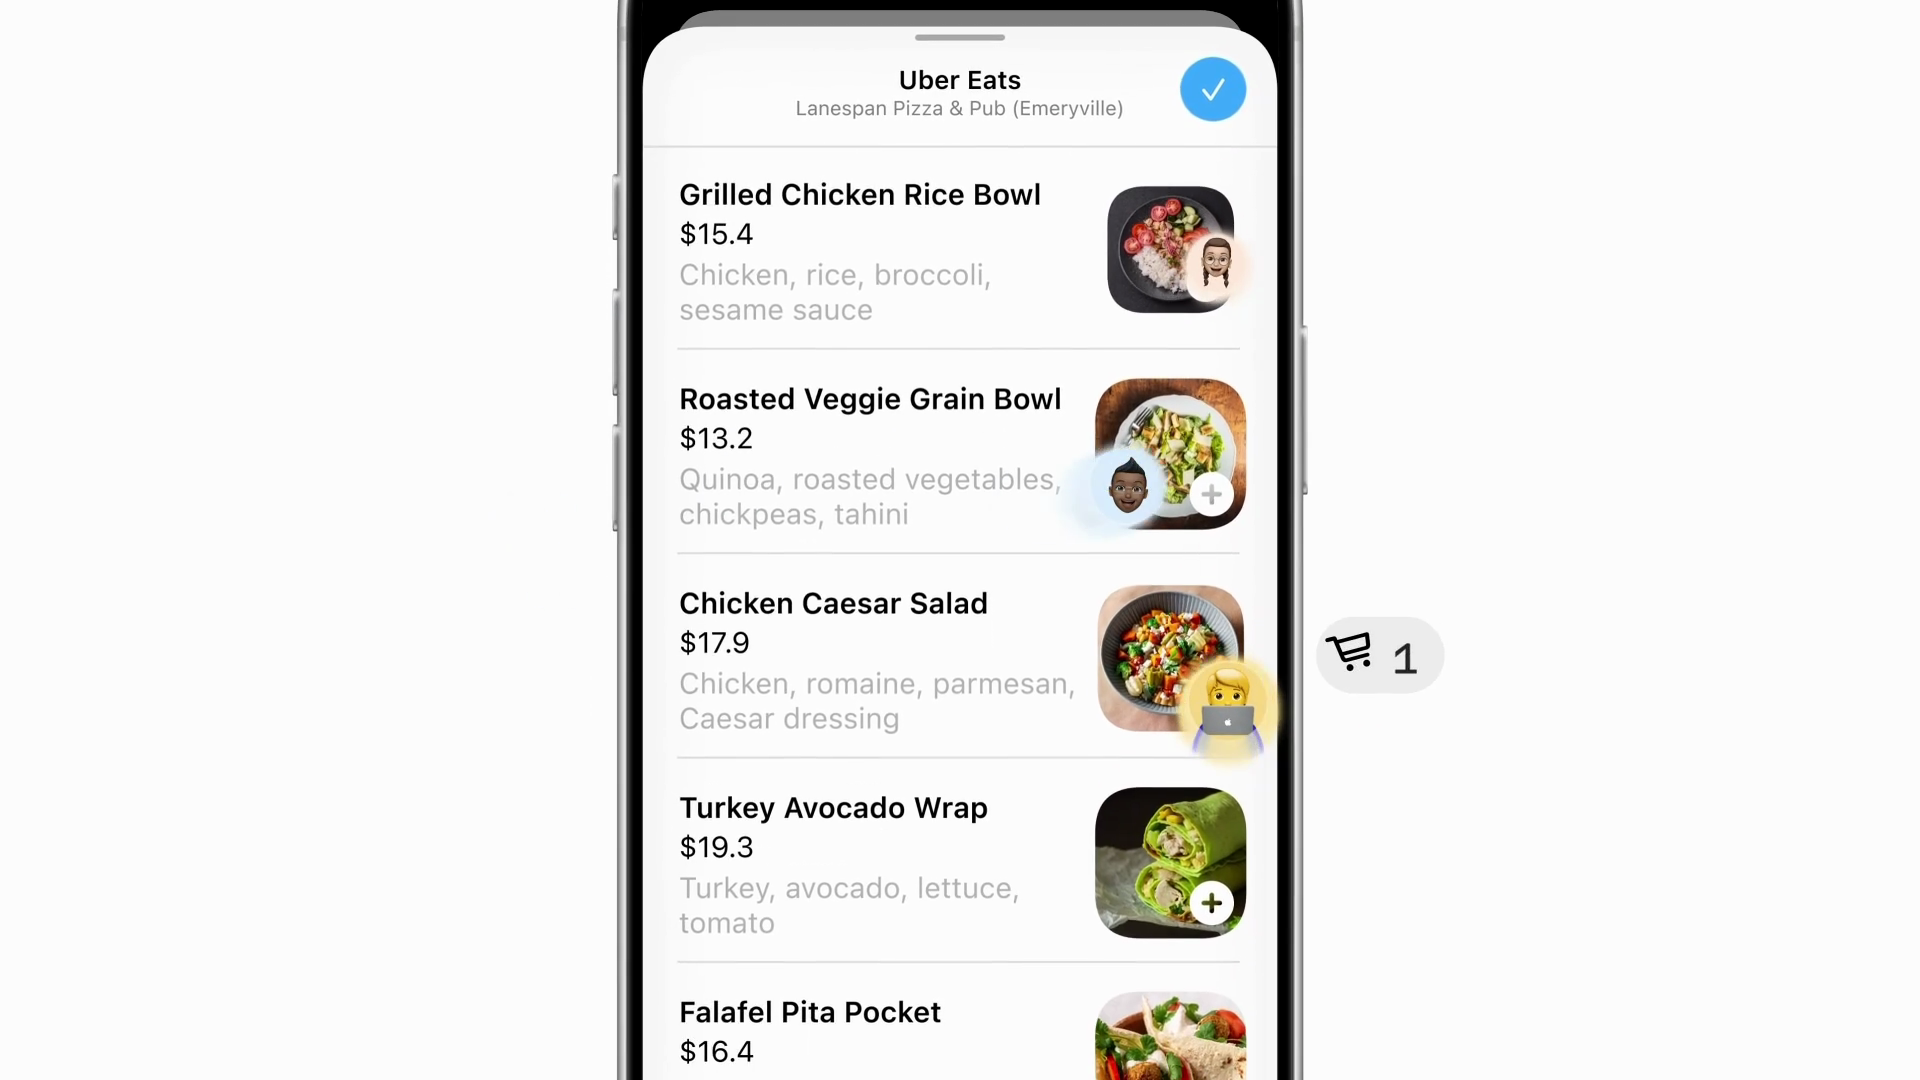 Uber Eats
Lanespan Pizza & Pub (Emeryville)
Grilled Chicken Rice Bowl
$15.4
Chicken, rice, broccoli,
sesame sauce
Roasted Veggie Grain Bowl
$13.2
Quinoa, roasted vegetables,
chickpeas, tahini
Chicken Caesar Salad
$17.9
Chicken, romaine, parmesan,
Caesar dressing
1
Turkey Avocado Wrap
$19.3
Turkey, avocado, lettuce,
tomato
Falafel Pita Pocket
$16.4